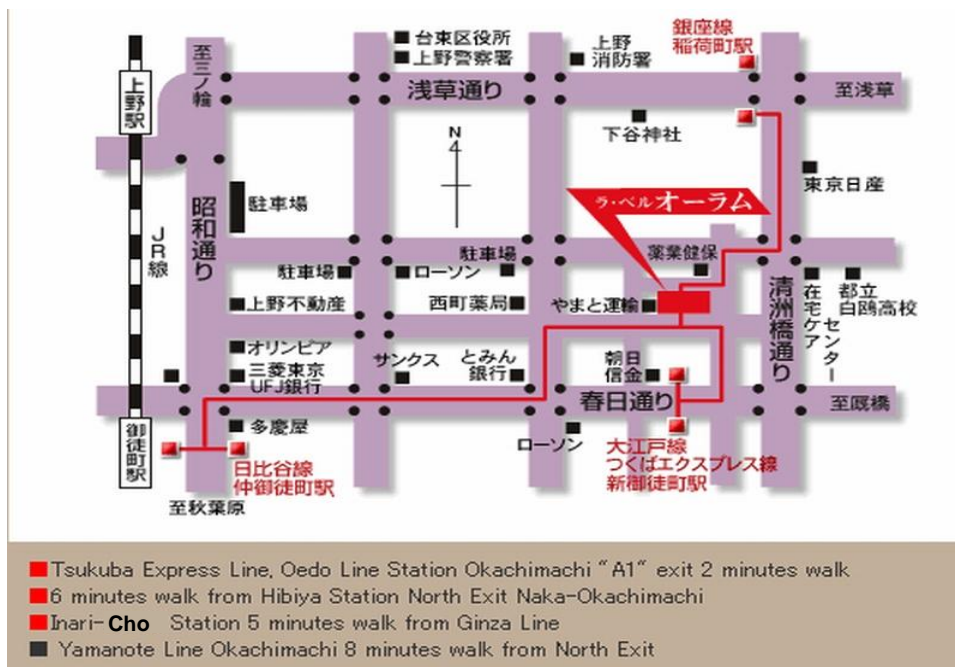 銀座線
稲荷町駅
台東区役所
上野警察署
上野
消防署
至三ノ輪
上野駅
浅草通り
至浅草
下谷神社
N
東京日産
ラ・ベルオーラム
昭和通り
駐車場
JR線
駐車場
薬業健保
駐車場
ローソン
清洲橋通り
在宅ケア
センター
都立
白鴎高校
上野不動産
西町薬局
やまと運輸
オリンピア
サンクス
とみん
銀行
朝日
信金
三菱東京
UFJ銀行
春日通り
至厩橋
御徒町駅
多慶屋
ローソン
日比谷線
仲御徒町駅
大江戸線
つくばエクスプレス線
新御徒町駅
至秋葉原
Tsukuba Express Line, Oedo Line Station Okachimachi "A1" exit 2 minutes walk
6 minutes walk from Hibiya Station North Exit Naka-Okachimachi
Inari-Cho Station 5 minutes walk from Ginza Line
Yamanote Line Okachimachi 8 minutes walk from North Exit